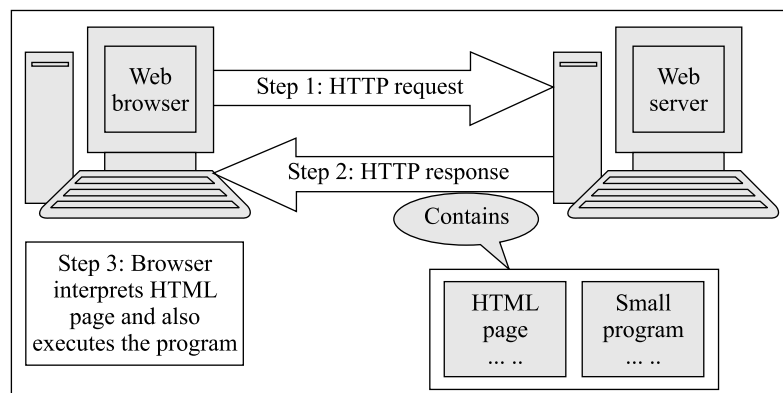 Web
browser
Step 1: HTTP request
Web
server
Step 2: HTTP response
Contains
Step 3: Browser
interprets HTML
page and also
executes the program
HTML
page
... ..
Small
program
... ..